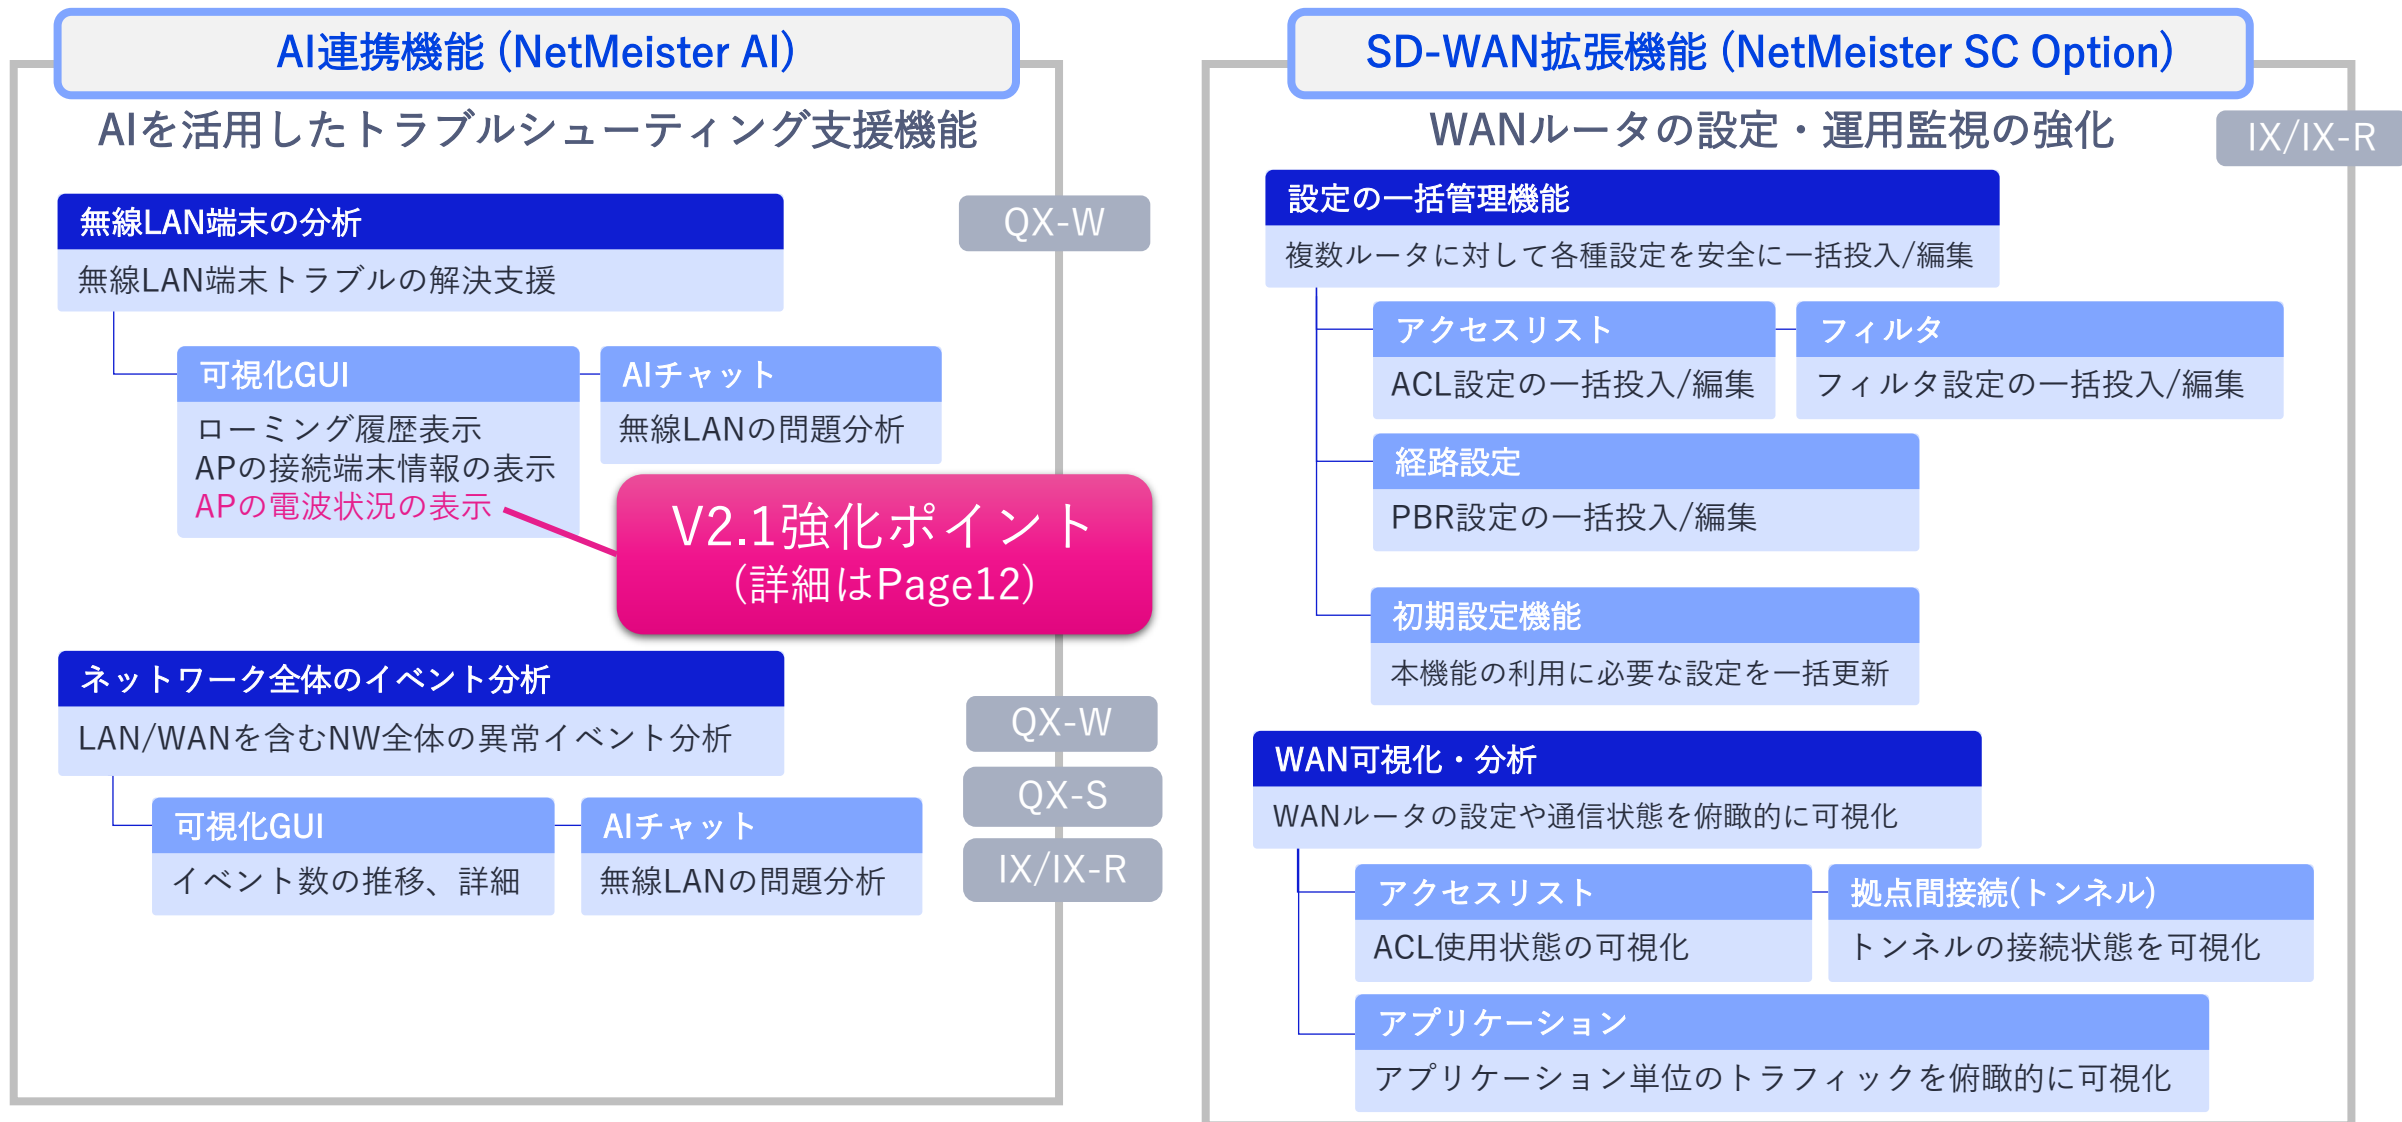 AI連携機能 (NetMeister AI)
AIを活用したトラブルシューティング支援機能
無線LAN端末の分析
QX-W
無線LAN端末トラブルの解決支援
可視化GUI
ローミング履歴表示
APの接続端末情報の表示
APの電波状況の表示
AIチャット
無線LANの問題分析
V2.1強化ポイント
(詳細はPage12)
ネットワーク全体のイベント分析
LAN/WANを含むNW全体の異常イベント分析
QX-W
QX-S
IX/IX-R
可視化GUI
イベント数の推移、詳細
AIチャット
無線LANの問題分析
SD-WAN拡張機能 (NetMeister SC Option)
WANルータの設定・運用監視の強化
IX/IX-R
設定の一括管理機能
複数ルータに対して各種設定を安全に一括投入/編集
アクセスリスト
ACL設定の一括投入/編集
フィルタ
フィルタ設定の一括投入/編集
経路設定
PBR設定の一括投入/編集
初期設定機能
本機能の利用に必要な設定を一括更新
WAN可視化・分析
WANルータの設定や通信状態を俯瞰的に可視化
アクセスリスト
ACL使用状態の可視化
拠点間接続(トンネル)
トンネルの接続状態を可視化
アプリケーション
アプリケーション単位のトラフィックを俯瞰的に可視化